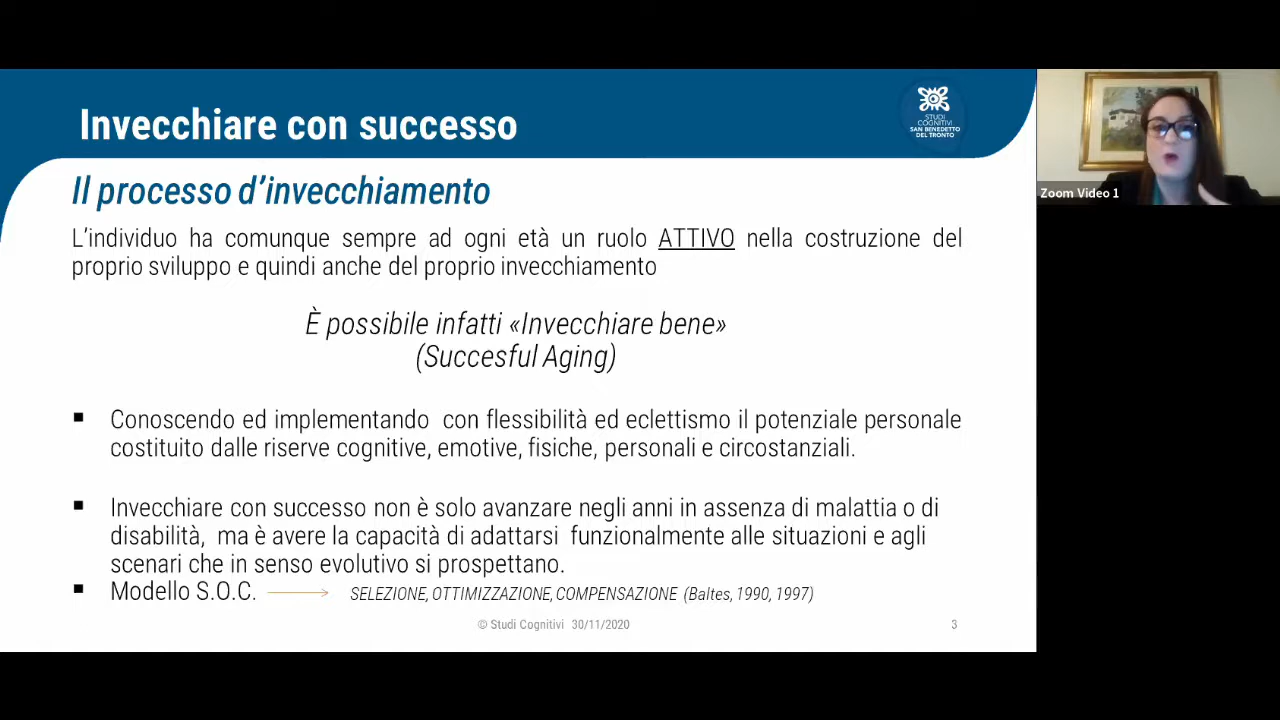 Invecchiare con successo
STUDI
COGNITIVI
SAN BENEDETTO
DEL TRONTO
Zoom Video 1
Il processo d’invecchiamento
L’individuo ha comunque sempre ad ogni età un ruolo ATTIVO nella costruzione del
proprio sviluppo e quindi anche del proprio invecchiamento
È possibile infatti «Invecchiare bene»
(Succesful Aging)
▪ Conoscendo ed implementando con flessibilità ed eclettismo il potenziale personale
costituito dalle riserve cognitive, emotive, fisiche, personali e circostanziali.
▪ Invecchiare con successo non è solo avanzare negli anni in assenza di malattia o di
disabilità, ma è avere la capacità di adattarsi funzionalmente alle situazioni e agli
scenari che in senso evolutivo si prospettano.
▪ Modello S.O.C. → SELEZIONE, OTTIMIZZAZIONE, COMPENSAZIONE (Baltes, 1990, 1997)
© Studi Cognitivi 30/11/2020 3